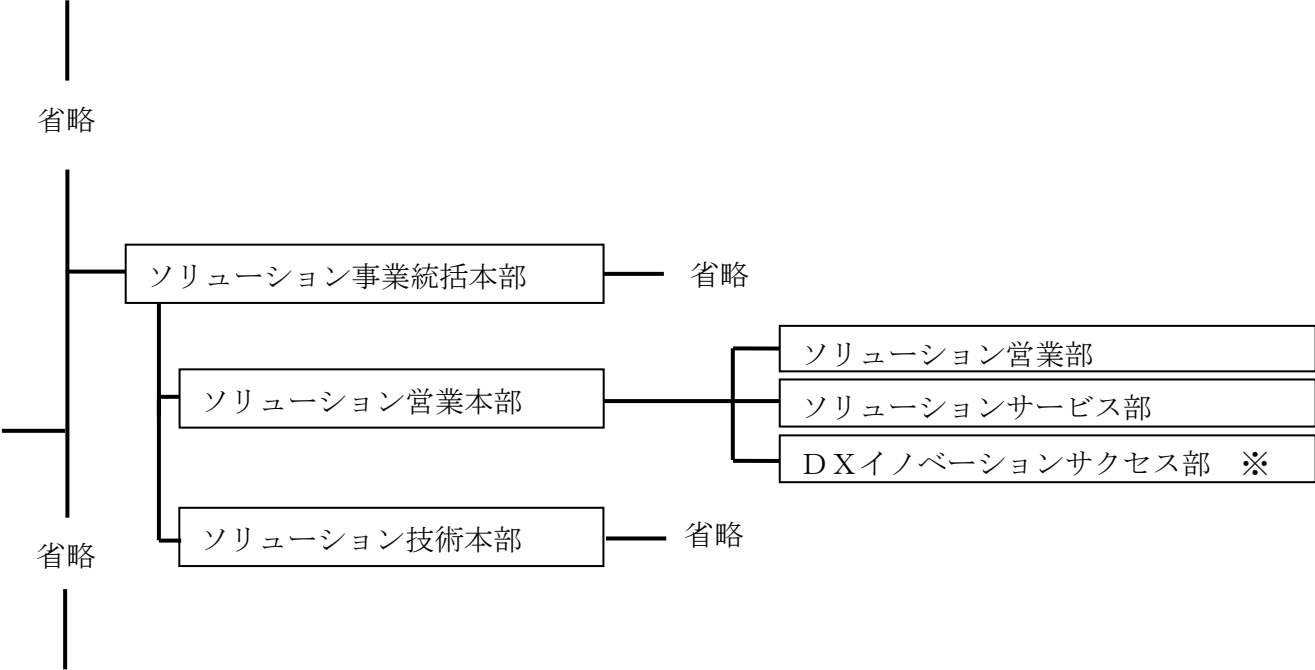 省略
ソリューション事業統括本部
省略
ソリューション営業部
ソリューション営業本部
ソリューションサービス部
ＤＸイノベーションサクセス部　※
ソリューション技術本部
省略
省略